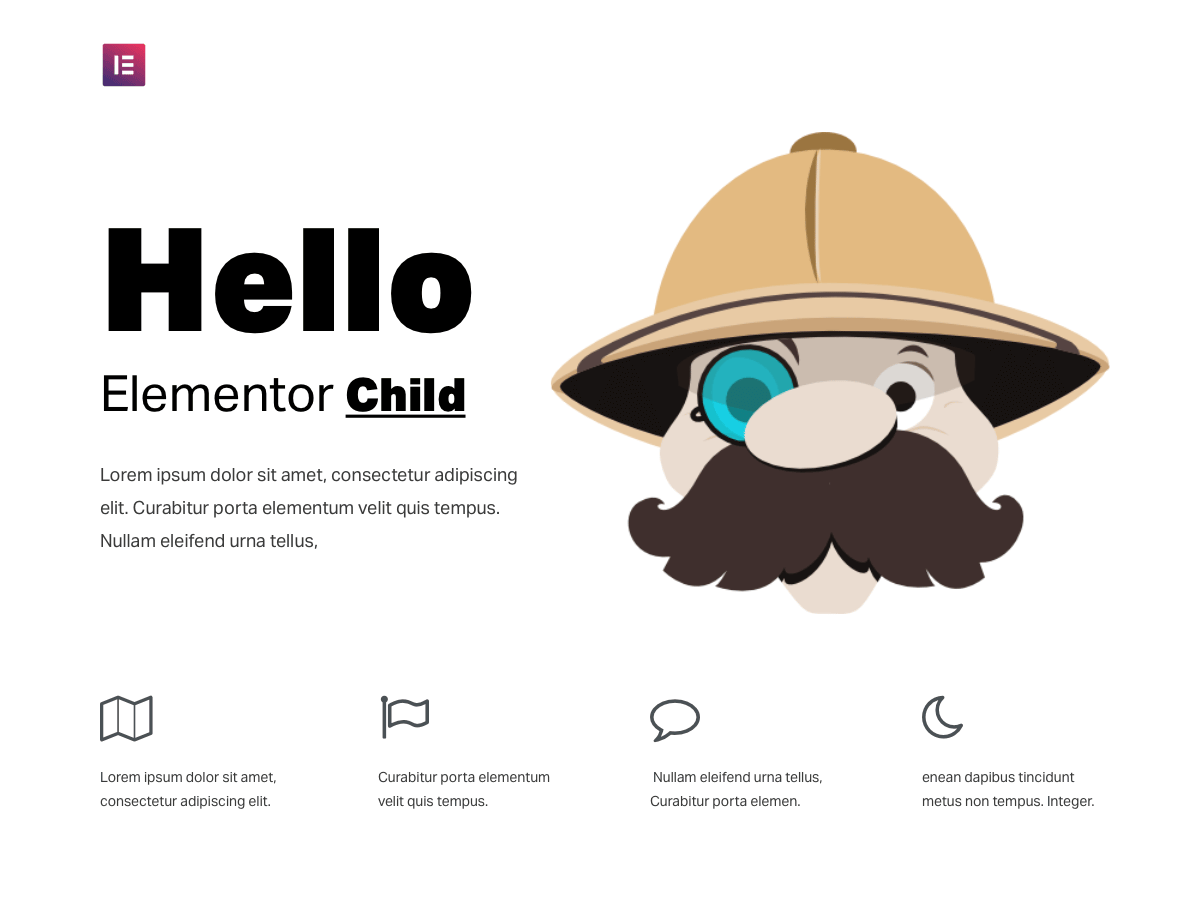 Hello
Elementor Child
Lorem ipsum dolor sit amet, consectetur adipiscing
elit. Curabitur porta elementum velit quis tempus.
Nullam eleifend urna tellus,
Lorem ipsum dolor sit amet,
consectetur adipiscing elit.
Curabitur porta elementum
velit quis tempus.
Nullam eleifend urna tellus,
Curabitur porta elemen.
enean dapibus tincidunt
metus non tempus. Integer.